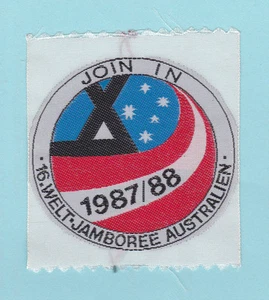 JOIN IN
1987/88
·16.WELT·JAMBOREE AUSTRALIEN·